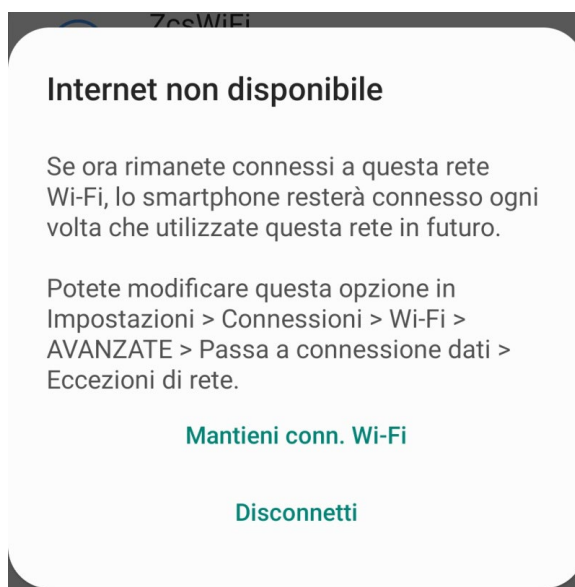 ZcsWiFi
Internet non disponibile
Se ora rimanete connessi a questa rete
Wi-Fi, lo smartphone resterà connesso ogni
volta che utilizzate questa rete in futuro.
Potete modificare questa opzione in
Impostazioni > Connessioni > Wi-Fi >
AVANZATE > Passa a connessione dati >
Eccezioni di rete.
Mantieni conn. Wi-Fi
Disconnetti